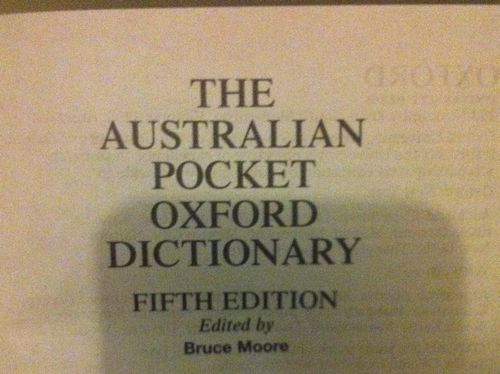 THE
AUSTRALIAN
POCKET
OXFORD
DICTIONARY
FIFTH EDITION
Edited by
Bruce Moore